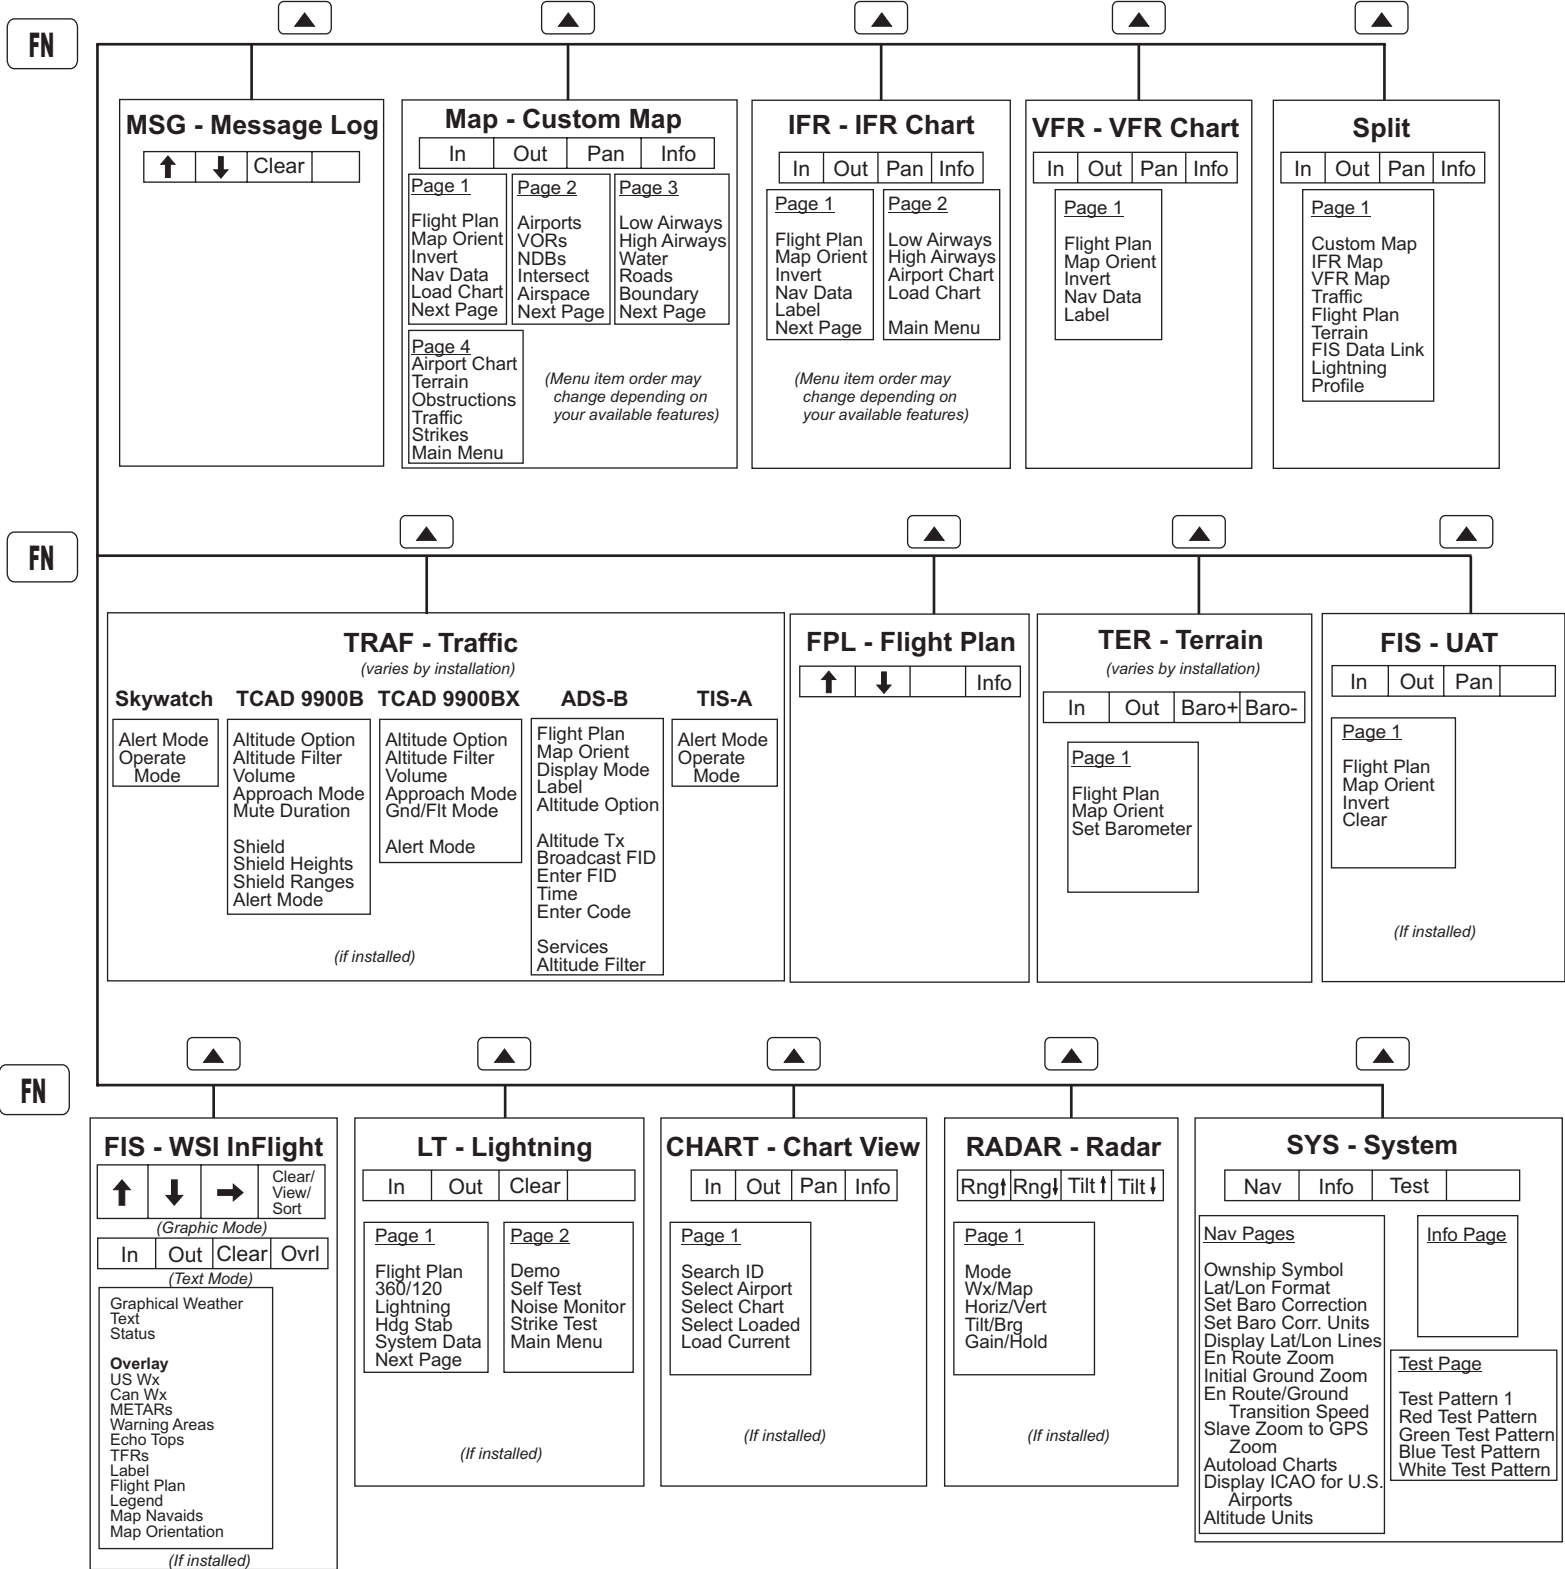 FN
MSG - Message Log
Clear
Map - Custom Map
In Out Pan Info
Page 1
Flight Plan
Map Orient
Invert
Nav Data
Load Chart
Next Page
Page 2
Airports
VORs
NDBs
Intersect
Airspace
Next Page
Page 3
Low Airways
High Airways
Water
Roads
Boundary
Next Page
Page 4
Airport Chart
Terrain
Obstructions
Traffic
Strikes
Main Menu
(Menu item order may
change depending on
your available features)
IFR - IFR Chart
In Out Pan Info
Page 1
Flight Plan
Map Orient
Invert
Nav Data
Label
Next Page
Page 2
Low Airways
High Airways
Airport Chart
Load Chart
Main Menu
(Menu item order may
change depending on
your available features)
VFR - VFR Chart
In Out Pan Info
Page 1
Flight Plan
Map Orient
Invert
Nav Data
Label
Split
In Out Pan Info
Page 1
Custom Map
IFR Map
VFR Map
Traffic
Flight Plan
Terrain
FIS Data Link
Lightning
Profile
FN
TRAF - Traffic
(varies by installation)
Skywatch
Alert Mode
Operate
Mode
TCAD 9900B
Altitude Option
Altitude Filter
Volume
Approach Mode
Mute Duration
Shield
Shield Heights
Shield Ranges
Alert Mode
TCAD 9900BX
Altitude Option
Altitude Filter
Volume
Approach Mode
Gnd/Flt Mode
Alert Mode
ADS-B
Flight Plan
Map Orient
Display Mode
Label
Altitude Option
Altitude Tx
Broadcast FID
Enter FID
Time
Enter Code
Services
Altitude Filter
TIS-A
Alert Mode
Operate
Mode
(if installed)
FPL - Flight Plan
Info
TER - Terrain
(varies by installation)
In Out Baro+ Baro-
Page 1
Flight Plan
Map Orient
Set Barometer
FIS - UAT
In Out Pan
Page 1
Flight Plan
Map Orient
Invert
Clear
(If installed)
FN
FIS - WSI InFlight
Clear/
View/
Sort
(Graphic Mode)
In Out Clear Ovrl
(Text Mode)
Graphical Weather
Text
Status
Overlay
US Wx
Can Wx
METARs
Warning Areas
Echo Tops
TFRs
Label
Flight Plan
Legend
Map Navaids
Map Orientation
(If installed)
LT - Lightning
In Out Clear
Page 1
Flight Plan
360/120
Lightning
Hdg Stab
System Data
Next Page
Page 2
Demo
Self Test
Noise Monitor
Strike Test
Main Menu
(If installed)
CHART - Chart View
In Out Pan Info
Page 1
Search ID
Select Airport
Select Chart
Select Loaded
Load Current
(If installed)
RADAR - Radar
Rng Rng Tilt Tilt
Page 1
Mode
Wx/Map
Horiz/Vert
Tilt/Brg
Gain/Hold
(If installed)
SYS - System
Nav Info Test
Nav Pages
Ownship Symbol
Lat/Lon Format
Set Baro Correction
Set Baro Corr. Units
Display Lat/Lon Lines
En Route Zoom
Initial Ground Zoom
En Route/Ground
Transition Speed
Slave Zoom to GPS
Zoom
Autoload Charts
Display ICAO for U.S.
Airports
Altitude Units
Info Page
Test Page
Test Pattern 1
Red Test Pattern
Green Test Pattern
Blue Test Pattern
White Test Pattern